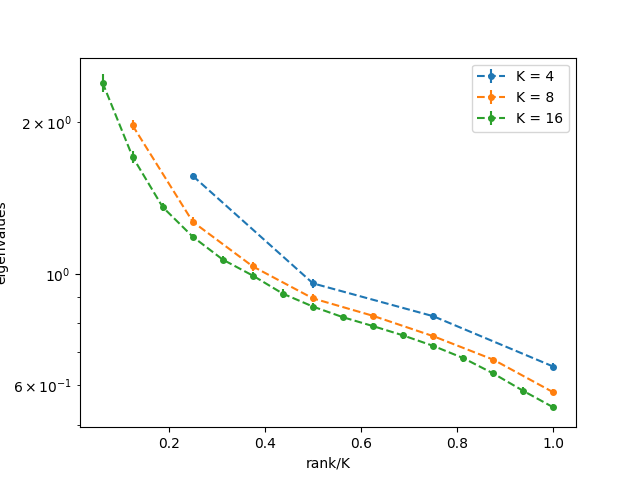 K = 4
K = 8
K = 16
2 × 10⁰
10⁰
6 × 10⁻¹
eigenvalues
0.2 0.4 0.6 0.8 1.0
rank/K